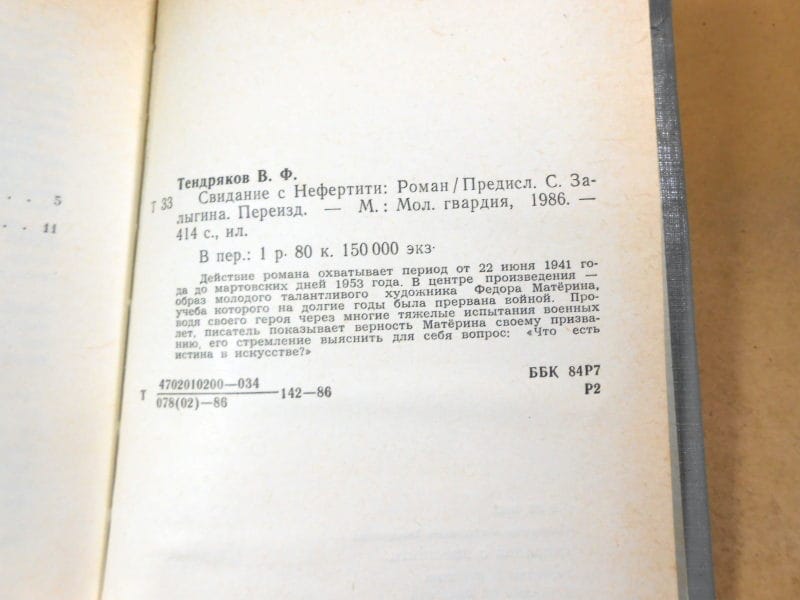 5
11
Тендряков В. Ф.
Т 33 Свидание с Нефертити: Роман/Предисл. С. За-
лыгина. Переизд. — М.: Мол. гвардия, 1986. —
414 с., ил.
В пер.: 1 р. 80 к. 150 000 экз.
Действие романа охватывает период от 22 июня 1941 го-
да до мартовских дней 1953 года. В центре произведения —
образ молодого талантливого художника Федора Матёрина,
учеба которого на долгие годы была прервана войной. Про-
водя своего героя через многие тяжелые испытания военных
лет, писатель показывает верность Матёрина своему призва-
нию, его стремление выяснить для себя вопрос: «Что есть
истина в искусстве?»
Т 4702010200—034
078(02)—86 142—86
ББК 84Р7
Р2